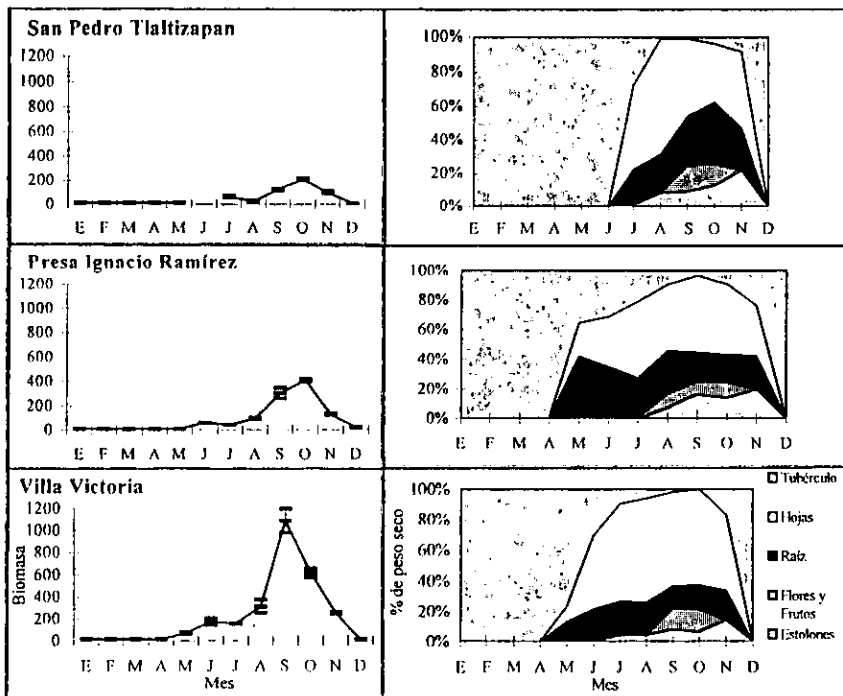 San Pedro Tlaltizapan
1200
1000
800
600
400
200
0
E F M A M J J A S O N D
100%
80%
60%
40%
20%
0%
E F M A M J J A S O N D
Presa Ignacio Ramírez
1200
1000
800
600
400
200
0
E F M A M J J A S O N D
100%
80%
60%
40%
20%
0%
E F M A M J J A S O N D
Villa Victoria
Biomasa
1200
1000
800
600
400
200
0
E F M A M J J A S O N D
Mes
% de peso seco
100%
80%
60%
40%
20%
0%
E F M A M J J A S O N D
Mes
Tubérculo
Hojas
Raíz
Flores y
Frutos
Estolones